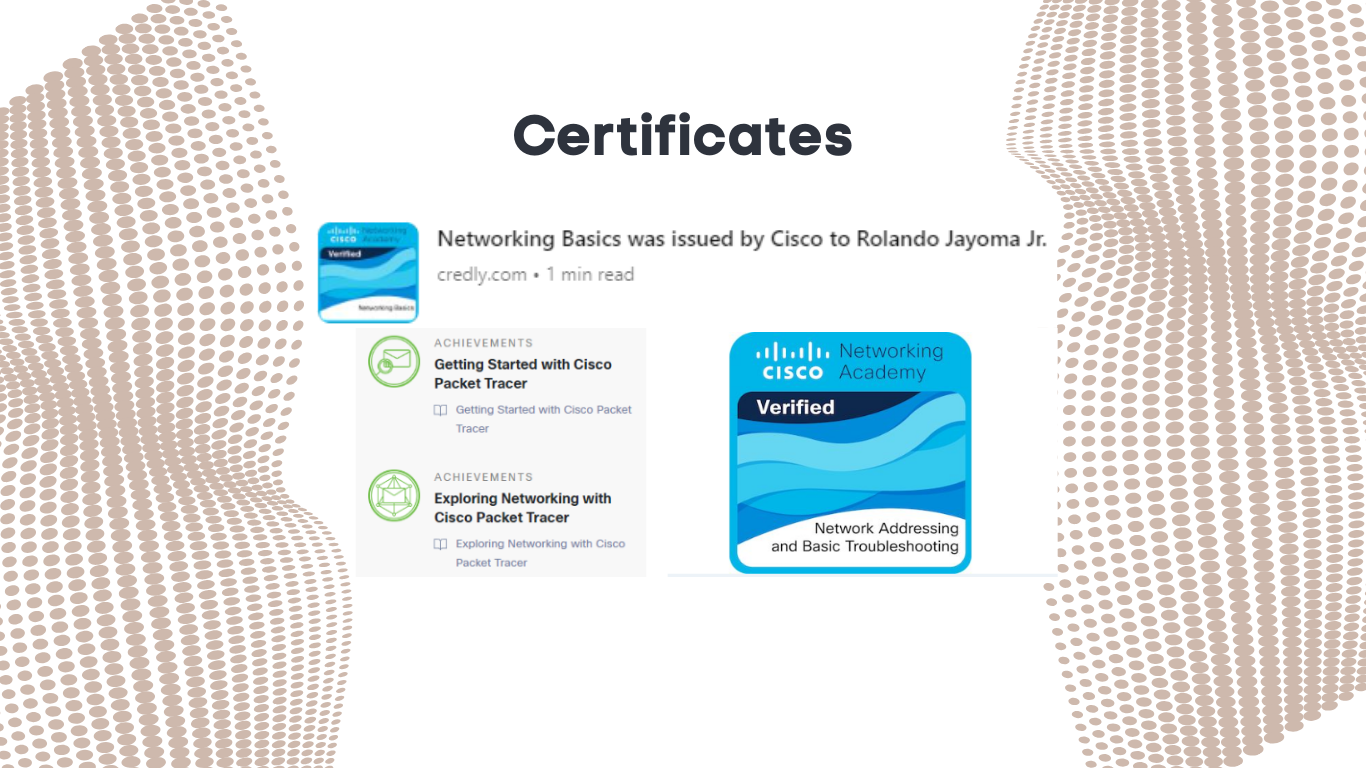 Certificates
CISCO
Networking
Academy
Verified
Networking Basics
Networking Basics was issued by Cisco to Rolando Jayoma Jr.
credly.com • 1 min read
ACHIEVEMENTS
Getting Started with Cisco
Packet Tracer
Getting Started with Cisco Packet
Tracer
ACHIEVEMENTS
Exploring Networking with
Cisco Packet Tracer
Exploring Networking with Cisco
Packet Tracer
CISCO
Networking
Academy
Verified
Network Addressing
and Basic Troubleshooting